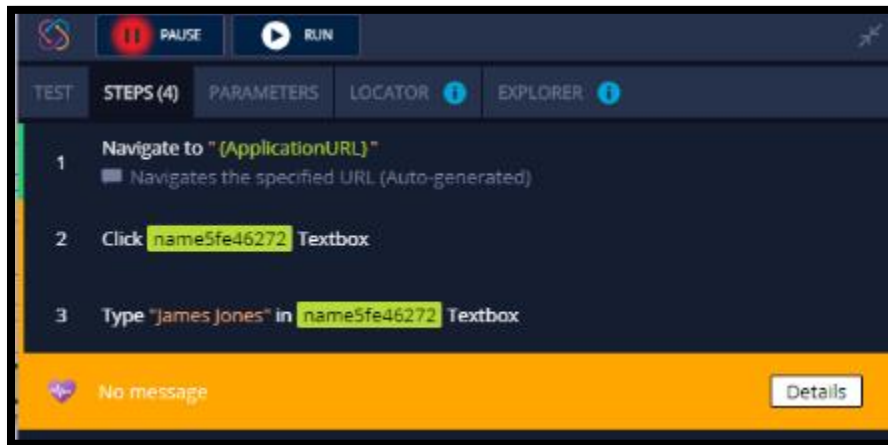 PAUSE RUN
TEST STEPS (4) PARAMETERS LOCATOR i EXPLORER i
1 Navigate to "{ApplicationURL}"
Navigates the specified URL (Auto-generated)
2 Click name5fe46272 Textbox
3 Type "James Jones" in name5fe46272 Textbox
No message Details